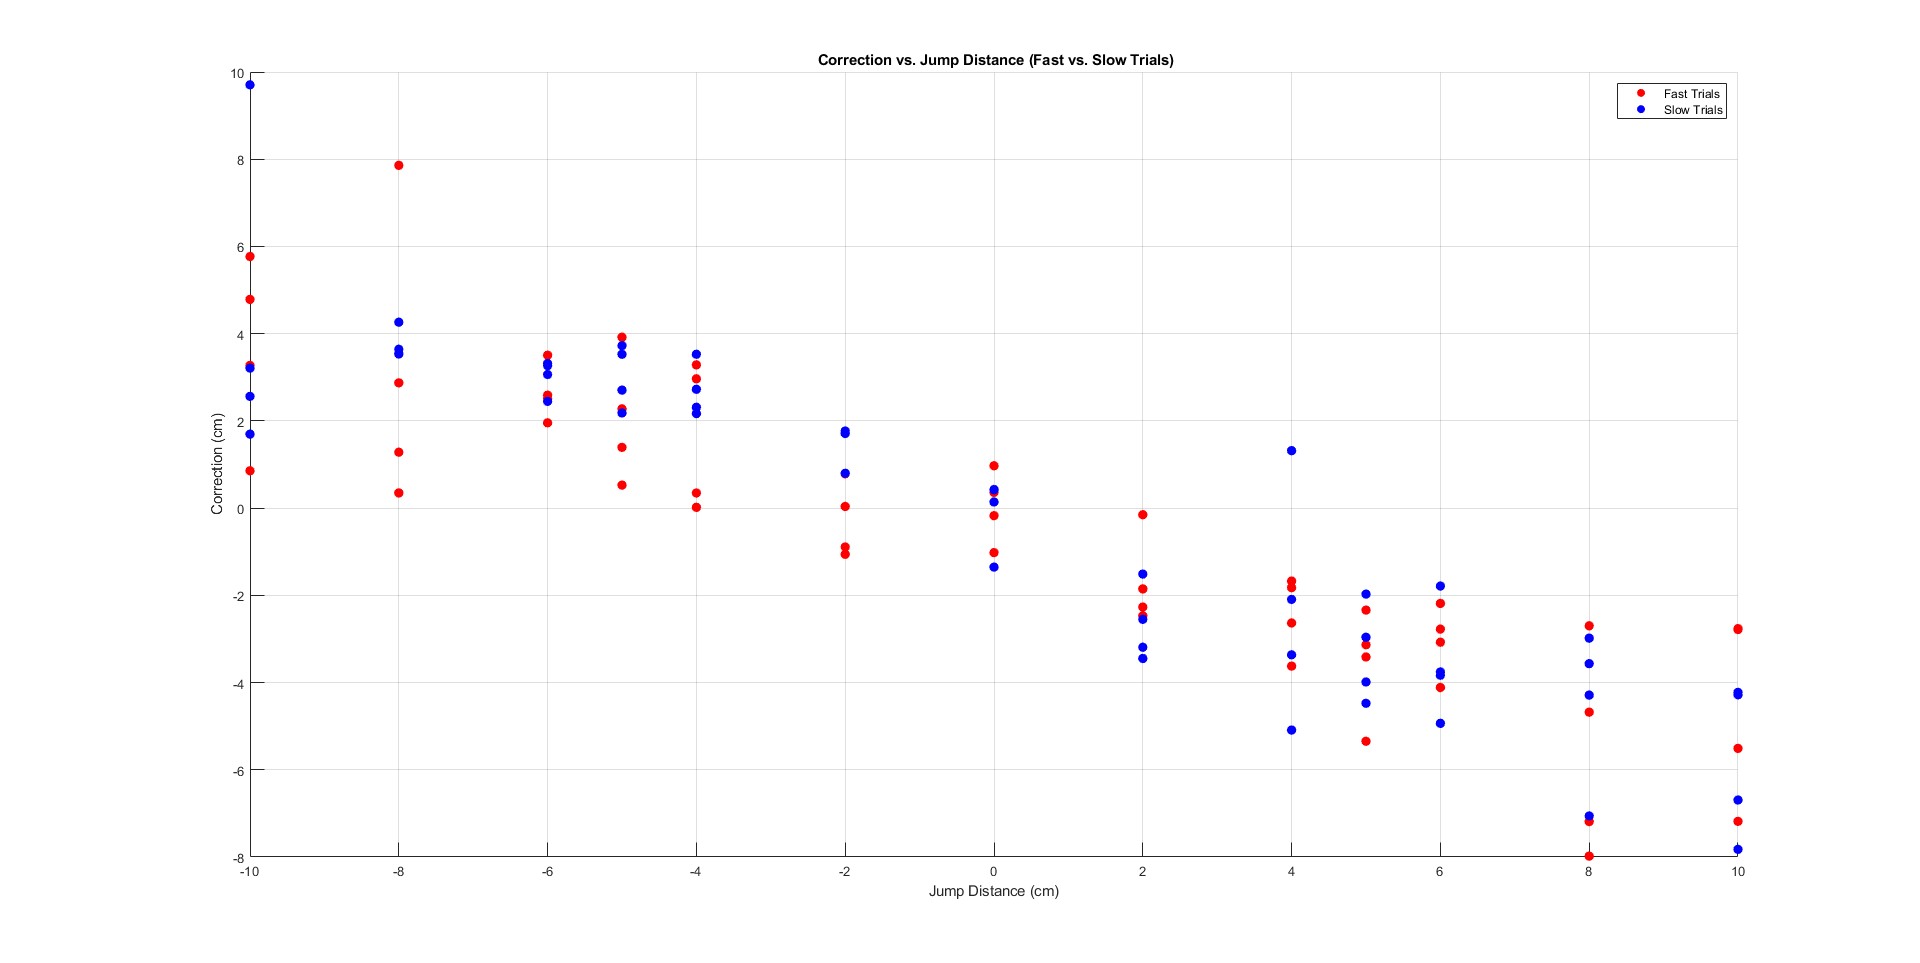 Correction vs. Jump Distance (Fast vs. Slow Trials)
Fast Trials
Slow Trials
10
8
6
4
2
0
-2
-4
-6
-8
Correction (cm)
-10 -8 -6 -4 -2 0 2 4 6 8 10
Jump Distance (cm)